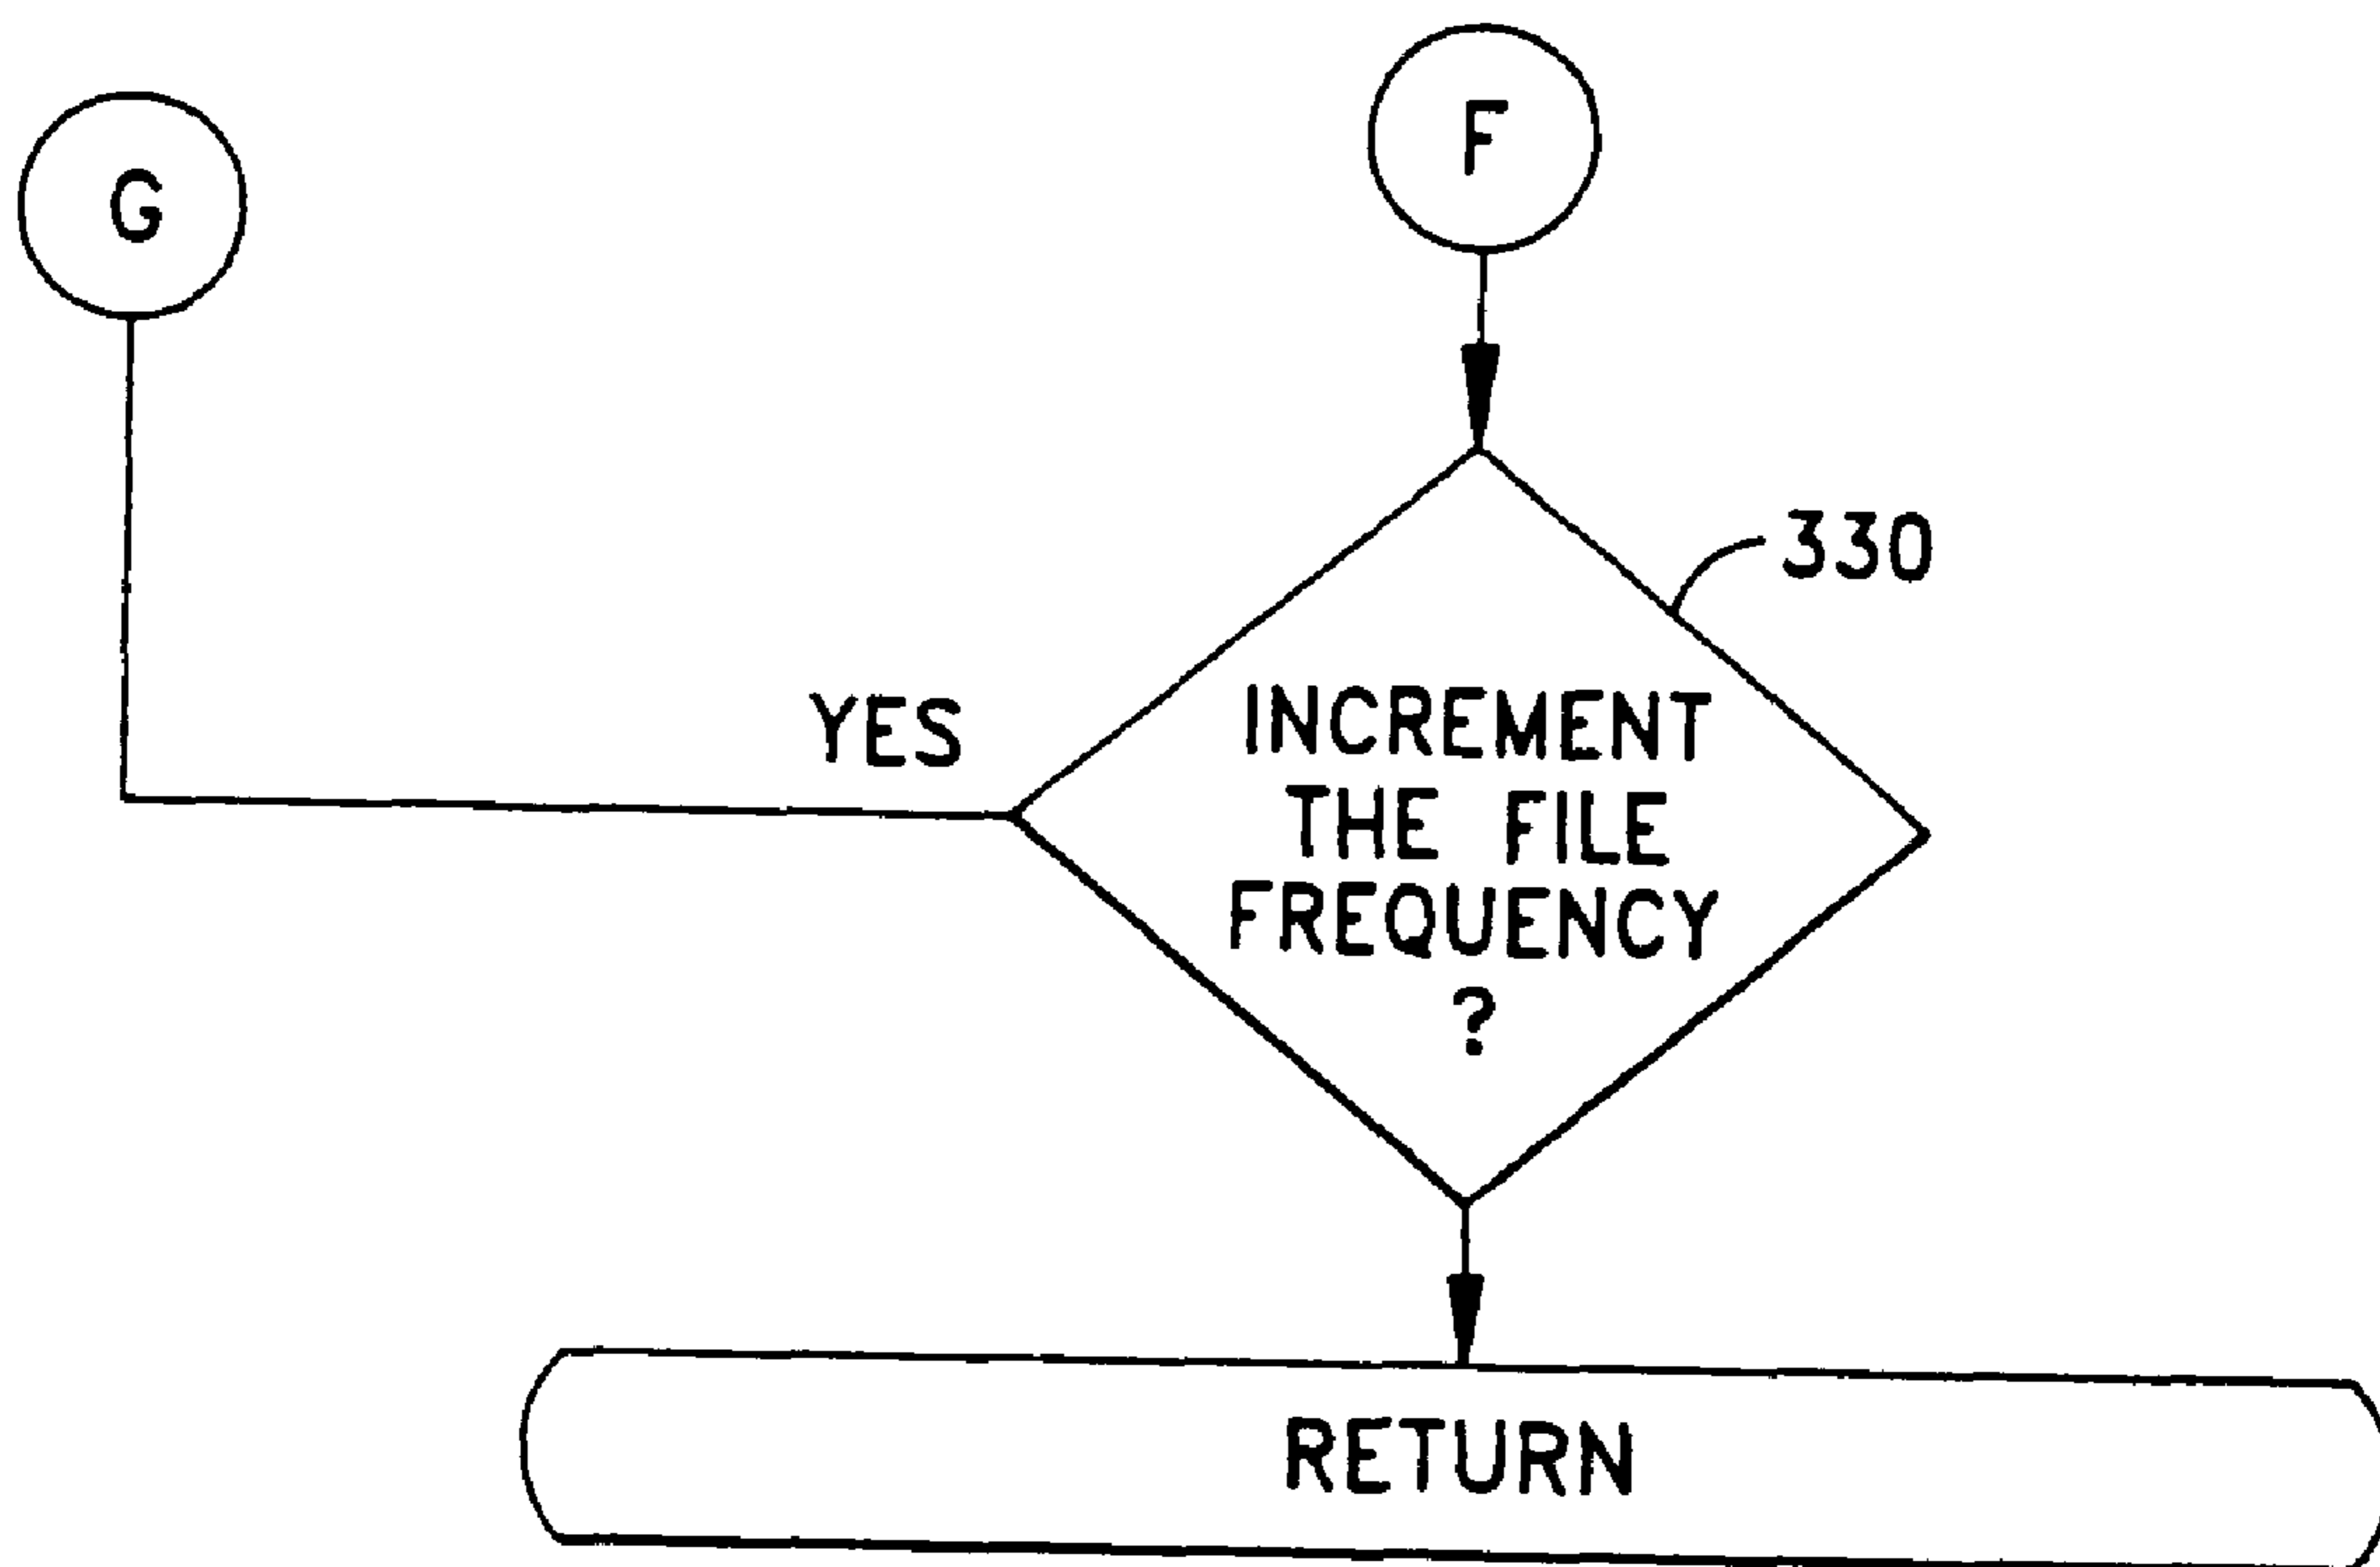 F
G
330
YES
INCREMENT
THE FILE
FREQUENCY
?
RETURN